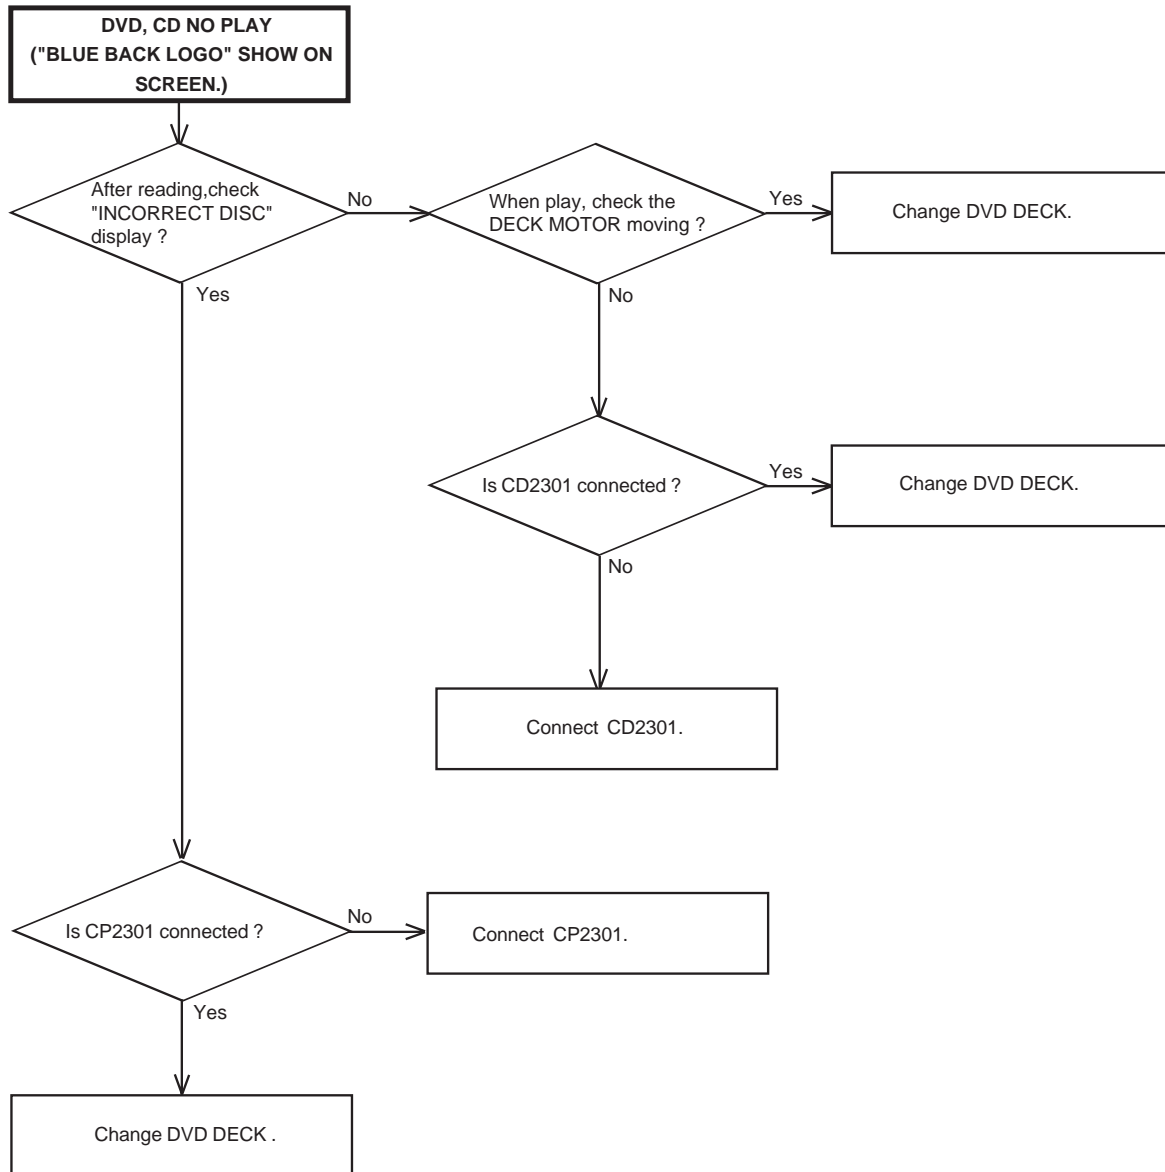 DVD, CD NO PLAY
("BLUE BACK LOGO" SHOW ON
SCREEN.)
After reading,check
"INCORRECT DISC"
display ?
No
When play, check the
DECK MOTOR moving ?
Yes
Change DVD DECK.
Yes
No
Is CD2301 connected ?
Yes
Change DVD DECK.
No
Connect CD2301.
Is CP2301 connected ?
No
Connect CP2301.
Yes
Change DVD DECK .